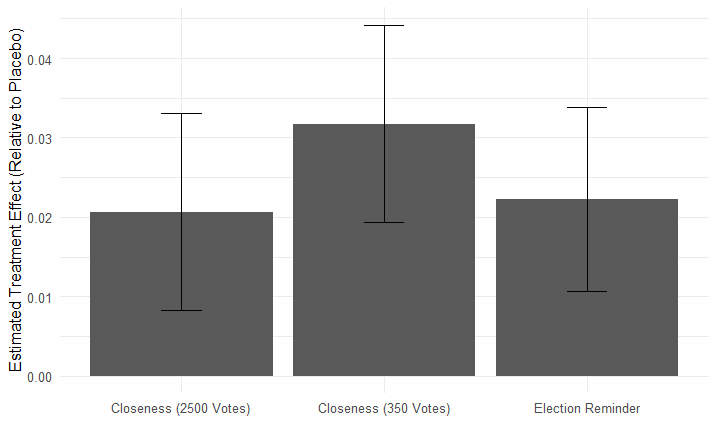 Estimated Treatment Effect (Relative to Placebo)
0.04
0.03
0.02
0.01
0.00
Closeness (2500 Votes)
Closeness (350 Votes)
Election Reminder